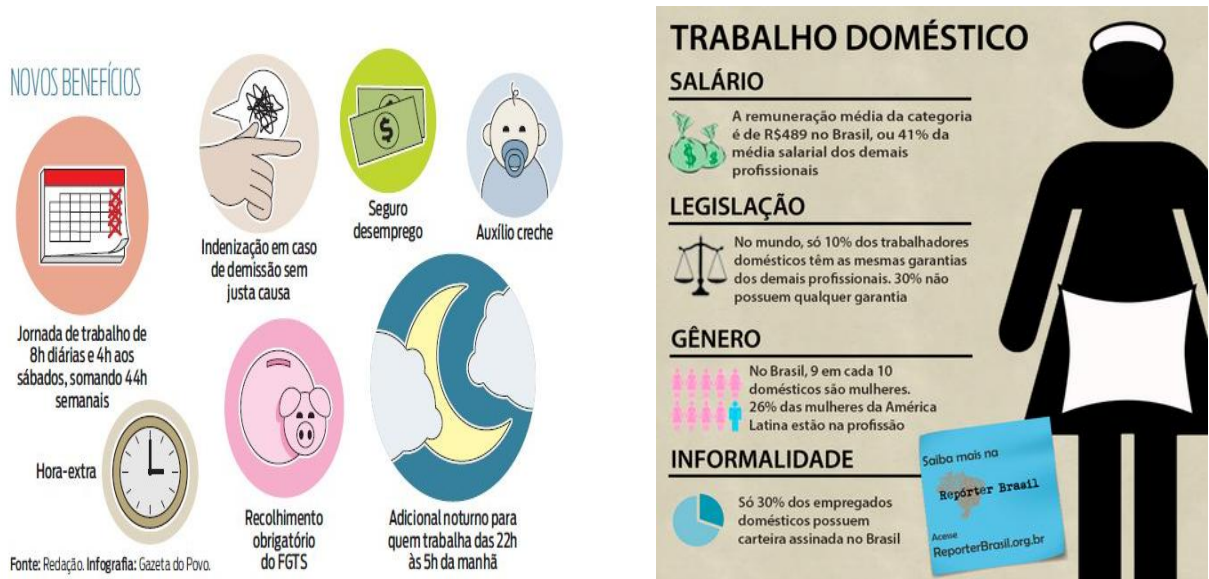 NOVOS BENEFÍCIOS
Jornada de trabalho de
8h diárias e 4h aos
sábados, somando 44h
semanais
Indenização em caso
de demissão sem
justa causa
$
Seguro
desemprego
Auxílio creche
Hora-extra
Recolhimento
obrigatório
do FGTS
Adicional noturno para
quem trabalha das 22h
às 5h da manhã
Fonte: Redação. Infografia: Gazeta do Povo.
TRABALHO DOMÉSTICO
SALÁRIO
$ $
A remuneração média da categoria
é de R$489 no Brasil, ou 41% da
média salarial dos demais
profissionais
LEGISLAÇÃO
No mundo, só 10% dos trabalhadores
domésticos têm as mesmas garantias
dos demais profissionais. 30% não
possuem qualquer garantia
GÊNERO
No Brasil, 9 em cada 10
domésticos são mulheres.
26% das mulheres da América
Latina estão na profissão
INFORMALIDADE
Só 30% dos empregados
domésticos possuem
carteira assinada no Brasil
Saiba mais na
Repórter Brasil
Acesse
ReporterBrasil.org.br